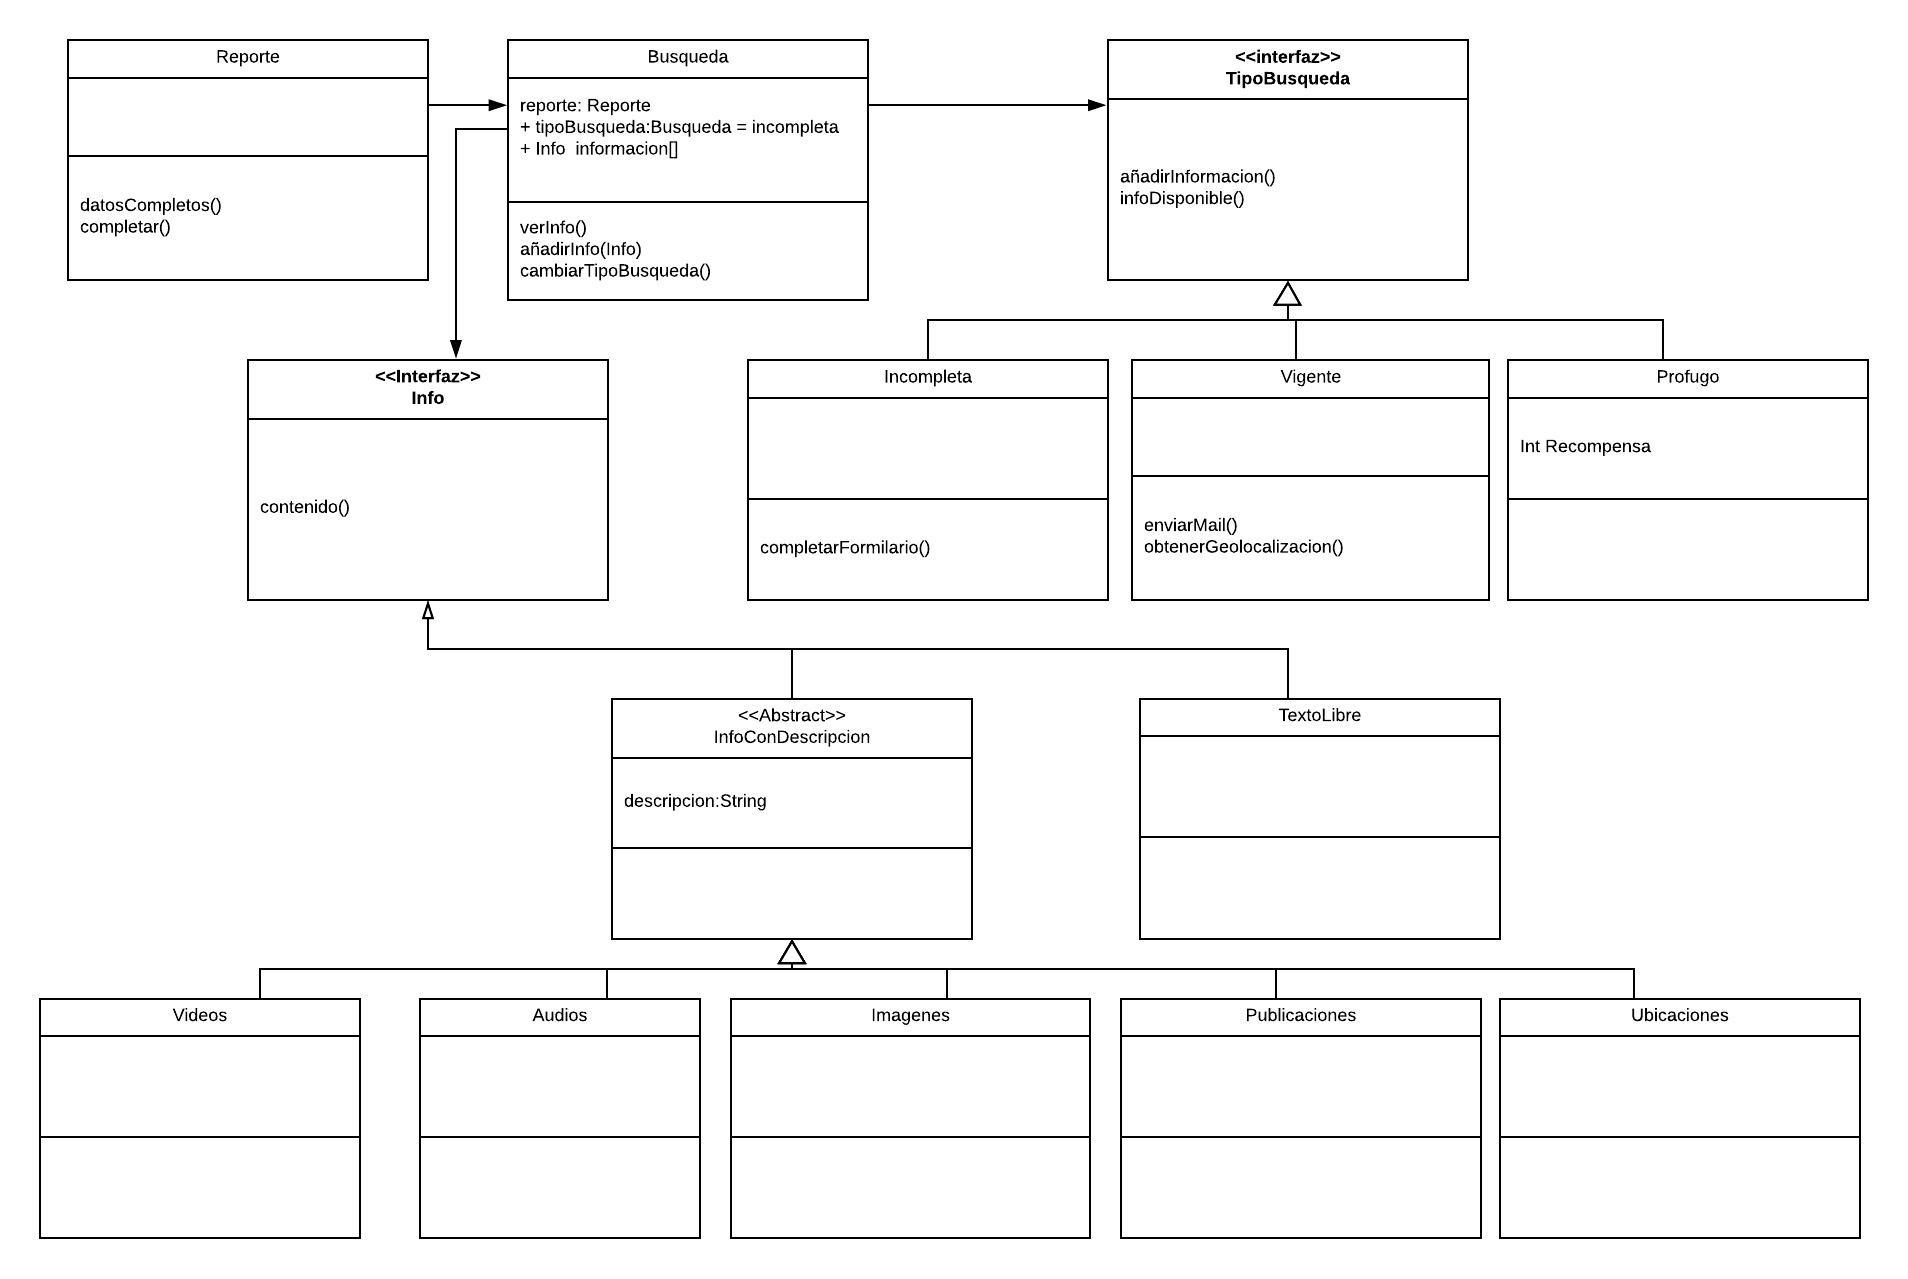 Reporte
datosCompletos()
completar()
Busqueda
reporte: Reporte
+ tipoBusqueda:Busqueda = incompleta
+ Info  informacion[]
verInfo()
añadirInfo(Info)
cambiarTipoBusqueda()
<<interfaz>>
TipoBusqueda
añadirInformacion()
infoDisponible()
<<Interfaz>>
Info
contenido()
Incompleta
completarFormilario()
Vigente
enviarMail()
obtenerGeolocalizacion()
Profugo
Int Recompensa
<<Abstract>>
InfoConDescripcion
descripcion:String
TextoLibre
Videos
Audios
Imagenes
Publicaciones
Ubicaciones